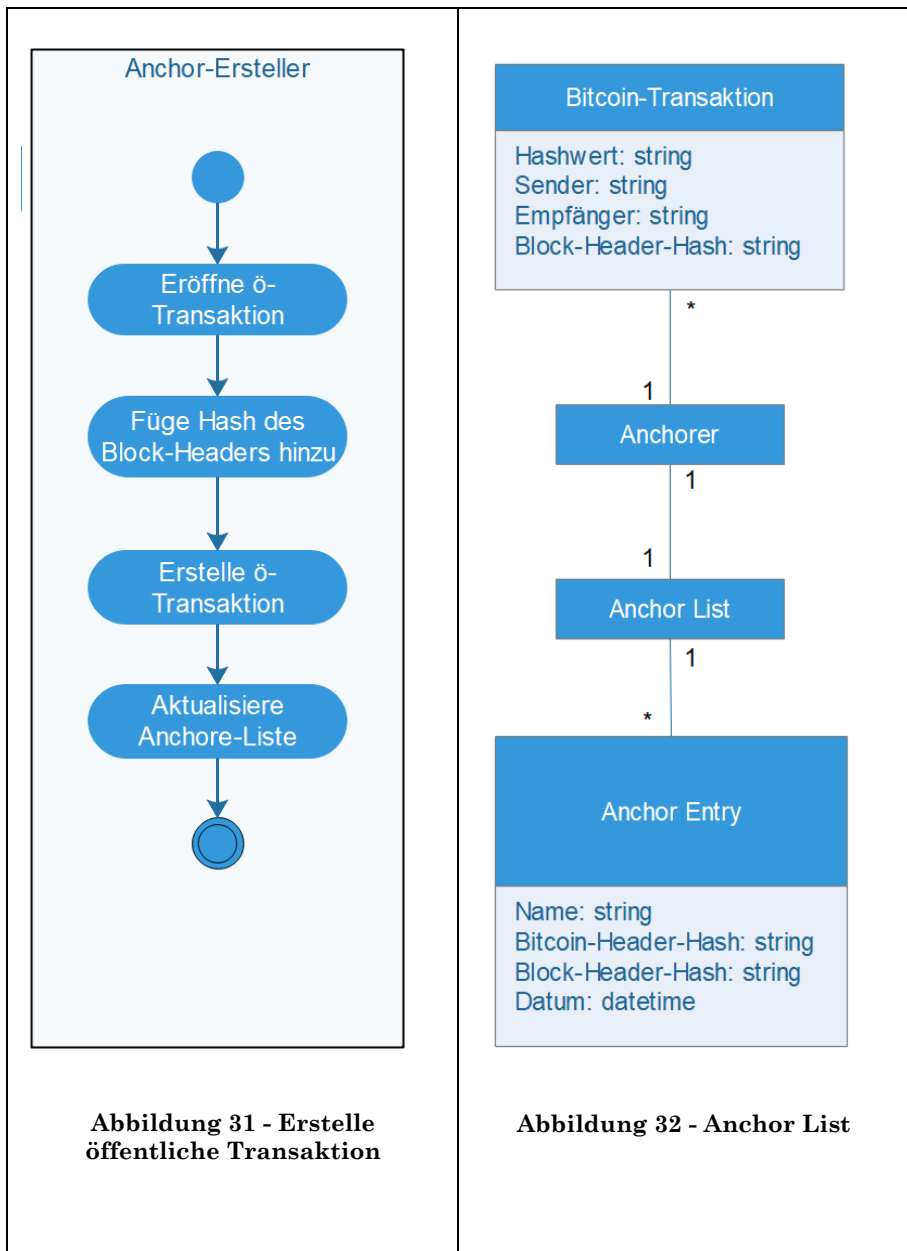 Anchor-Ersteller
Eröffne ö-
Transaktion
Füge Hash des
Block-Headers hinzu
Erstelle ö-
Transaktion
Aktualisiere
Anchore-Liste
Abbildung 31 - Erstelle
öffentliche Transaktion
Bitcoin-Transaktion
Hashwert: string
Sender: string
Empfänger: string
Block-Header-Hash: string
*
1
Anchorer
1
1
Anchor List
1
*
Anchor Entry
Name: string
Bitcoin-Header-Hash: string
Block-Header-Hash: string
Datum: datetime
Abbildung 32 - Anchor List